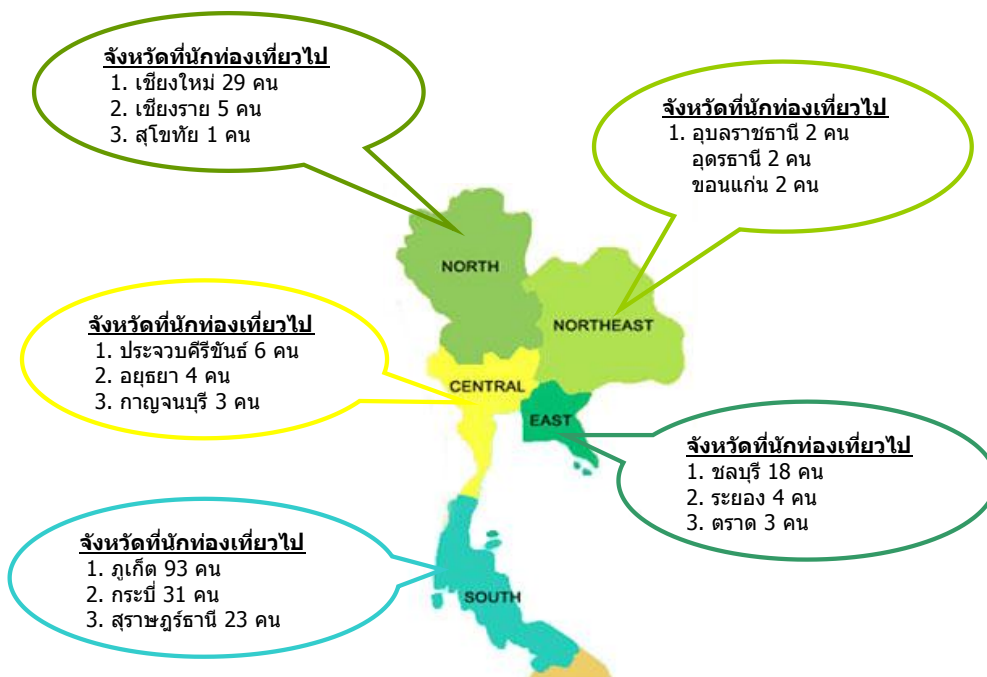 จังหวัดที่นักท่องเที่ยวไป
1. เชียงใหม่ 29 คน
2. เชียงราย 5 คน
3. สุโขทัย 1 คน
จังหวัดที่นักท่องเที่ยวไป
1. อุบลราชธานี 2 คน
อุดรธานี 2 คน
ขอนแก่น 2 คน
NORTH
NORTHEAST
จังหวัดที่นักท่องเที่ยวไป
1. ประจวบคีรีขันธ์ 6 คน
2. อยุธยา 4 คน
3. กาญจนบุรี 3 คน
CENTRAL
EAST
จังหวัดที่นักท่องเที่ยวไป
1. ชลบุรี 18 คน
2. ระยอง 4 คน
3. ตราด 3 คน
จังหวัดที่นักท่องเที่ยวไป
1. ภูเก็ต 93 คน
2. กระบี่ 31 คน
3. สุราษฎร์ธานี 23 คน
SOUTH